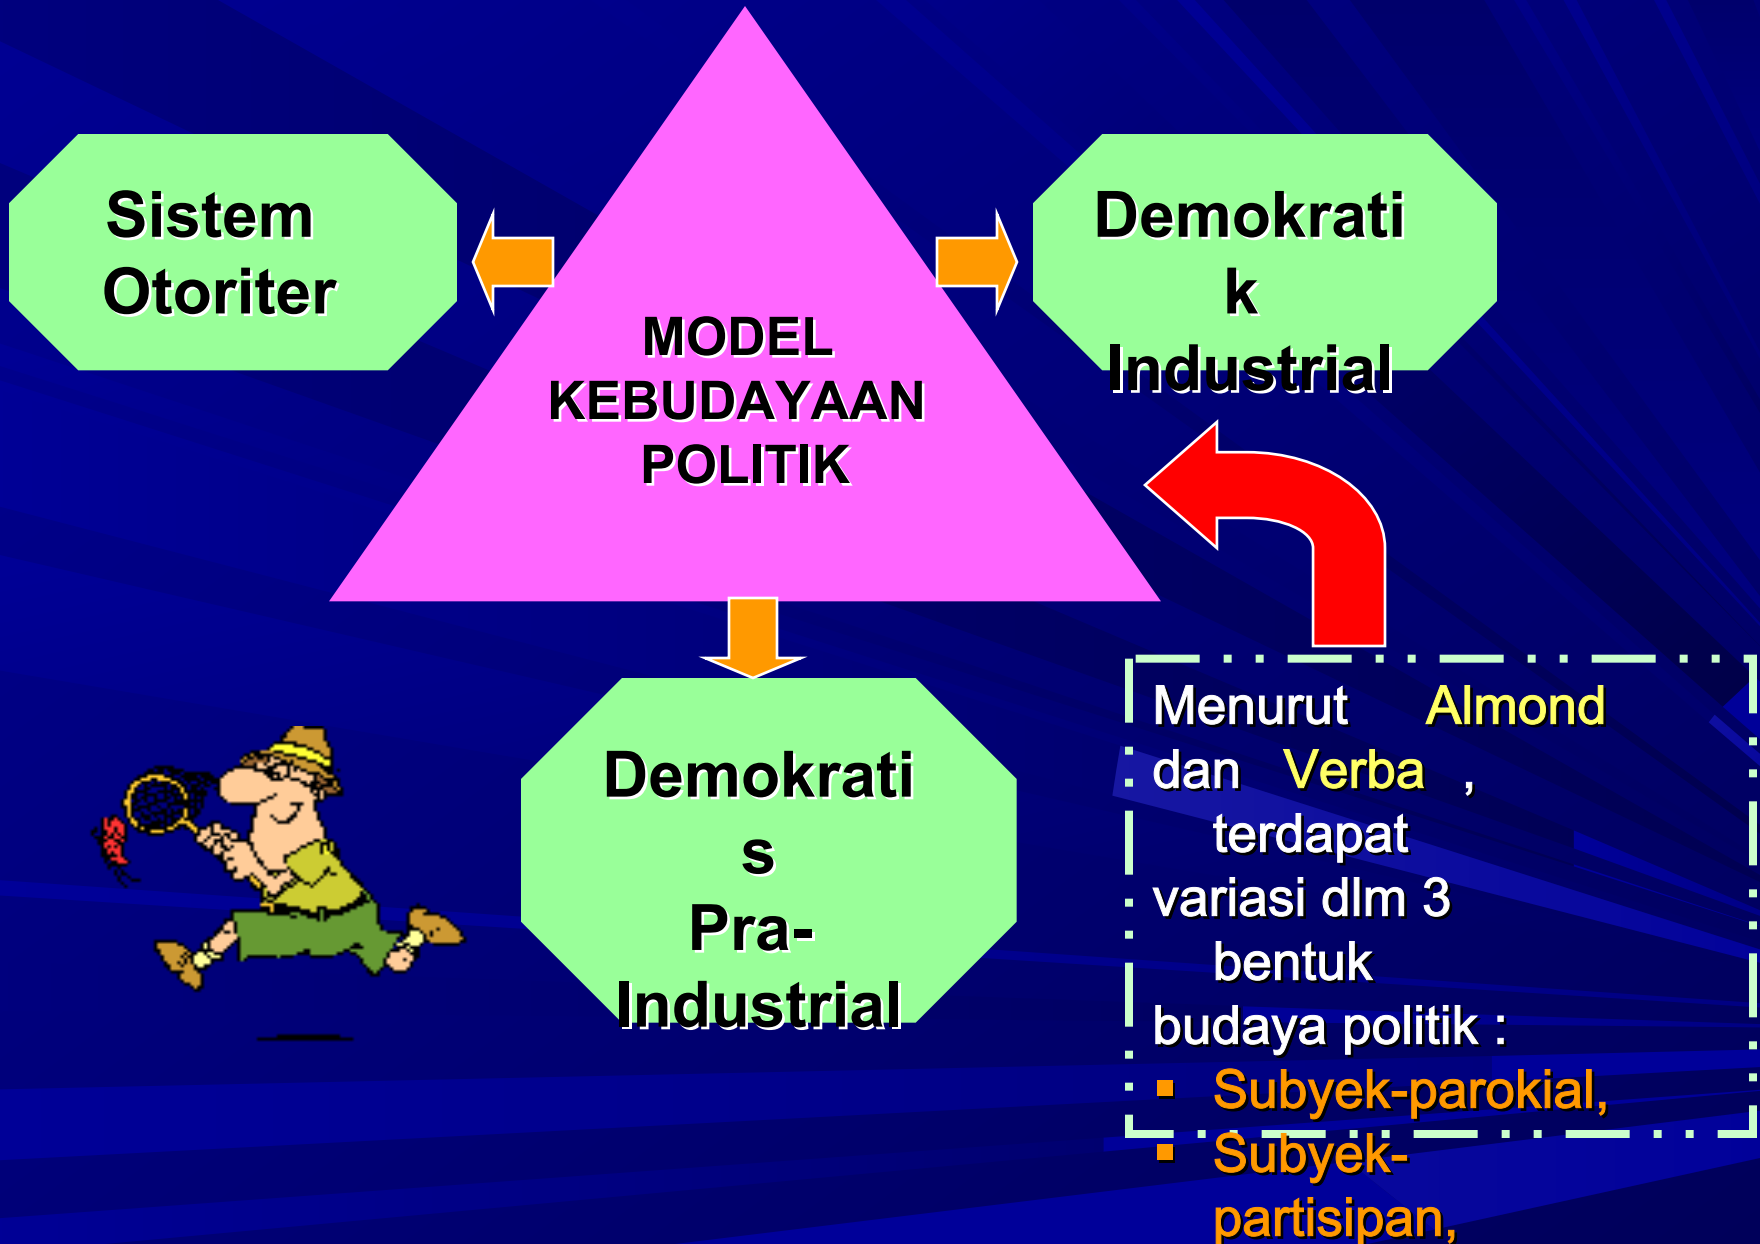 Sistem
Otoriter
MODEL
KEBUDAYAAN
POLITIK
Demokrati
k
Industrial
Demokrati
s
Pra-
Industrial
Menurut Almond
dan Verba ,
terdapat
variasi dlm 3
bentuk
budaya politik :
▪ Subyek-parokial,
▪ Subyek-
partisipan,